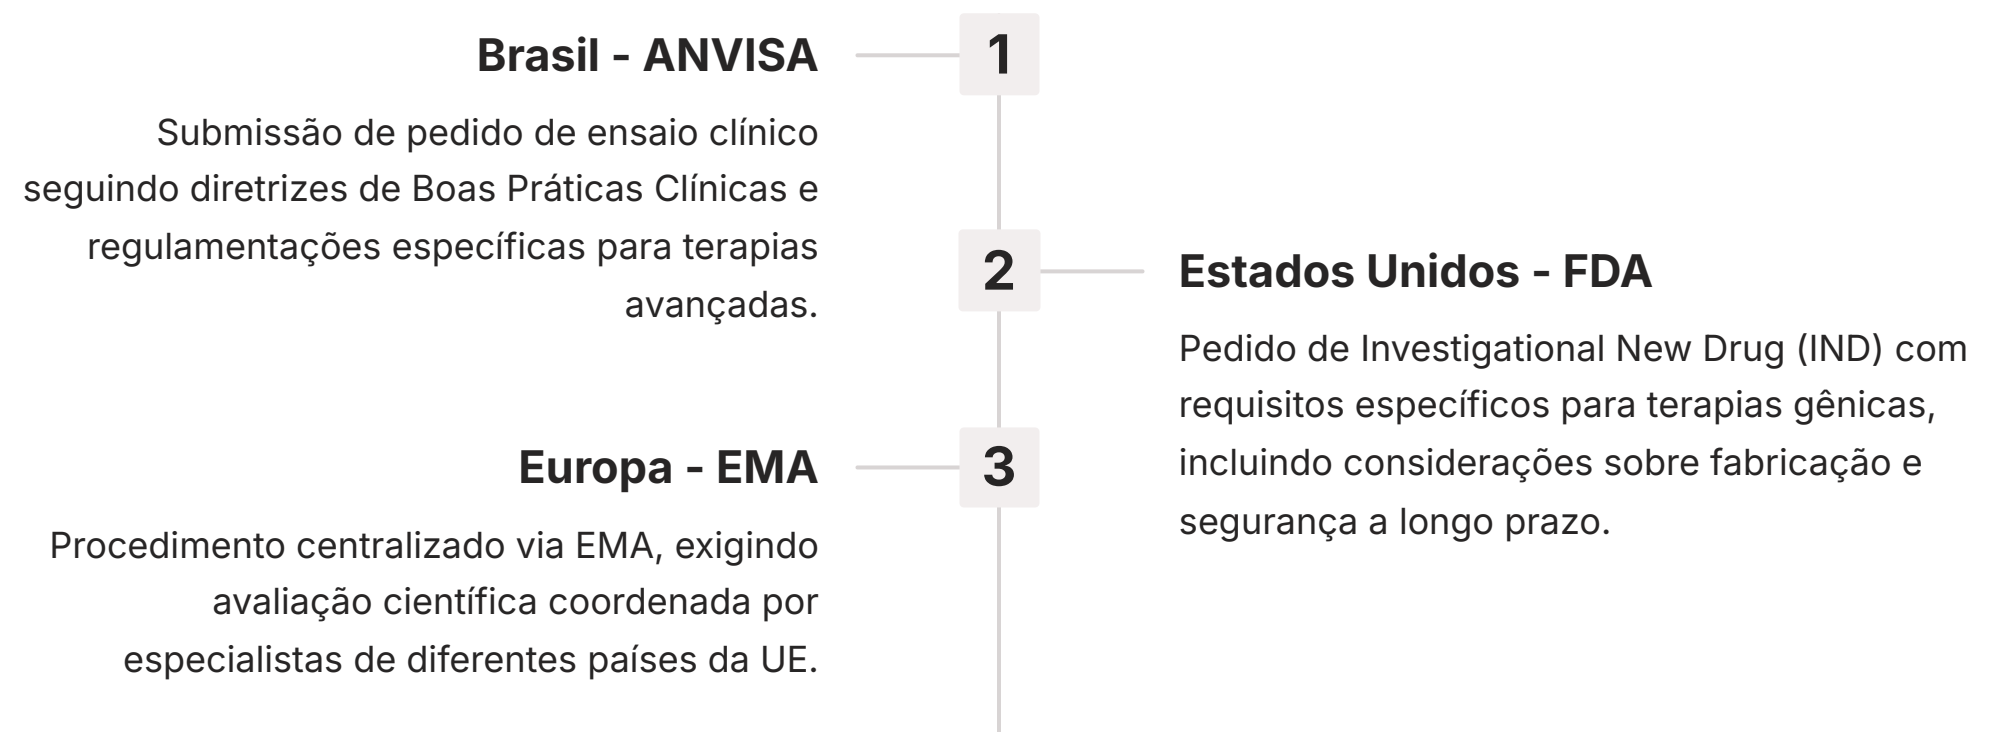 1
Brasil - ANVISA
Submissão de pedido de ensaio clínico
seguindo diretrizes de Boas Práticas Clínicas e
regulamentações específicas para terapias
avançadas.
2
Estados Unidos - FDA
Pedido de Investigational New Drug (IND) com
requisitos específicos para terapias gênicas,
incluindo considerações sobre fabricação e
segurança a longo prazo.
3
Europa - EMA
Procedimento centralizado via EMA, exigindo
avaliação científica coordenada por
especialistas de diferentes países da UE.